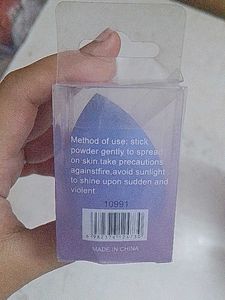 Method of use: stick
powder gently to spread
on skin.take precautions
againstfire,avoid sunlight
to shine upon sudden and
violent
10991
MADE IN CHINA